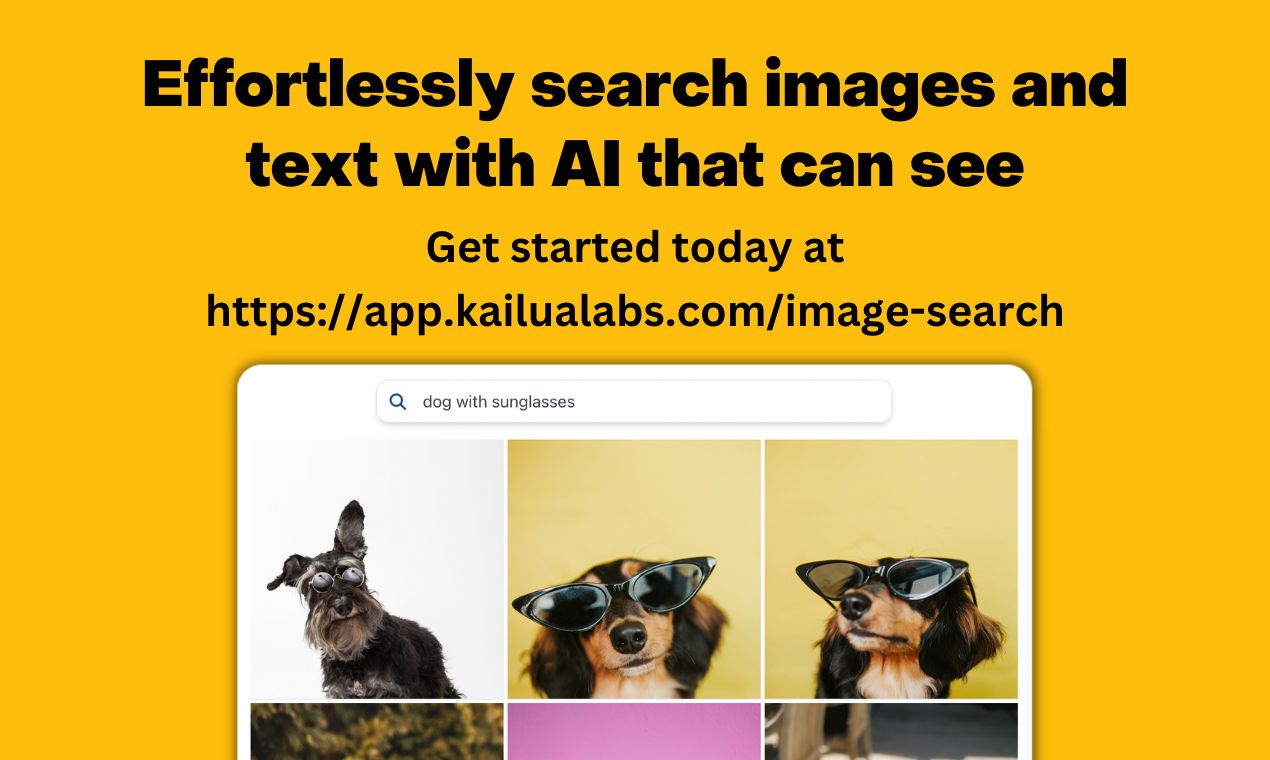 Effortlessly search images and
text with AI that can see
Get started today at
https://app.kailualabs.com/image-search
dog with sunglasses